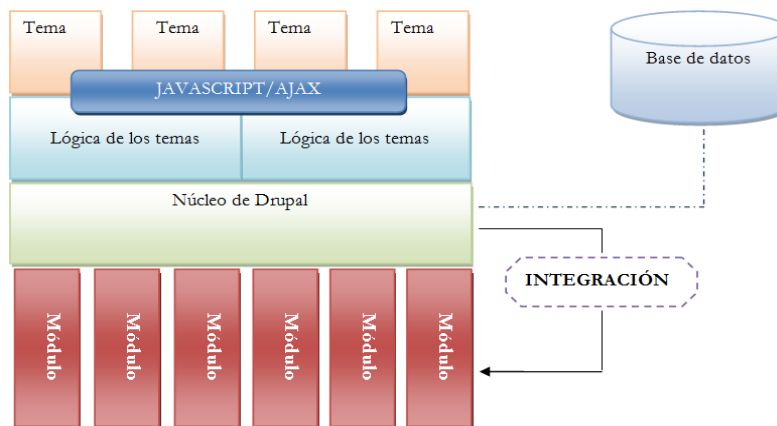 Tema
Tema
Tema
Tema
Base de datos
JAVASCRIPT/AJAX
Lógica de los temas
Lógica de los temas
Núcleo de Drupal
INTEGRACIÓN
Módulo
Módulo
Módulo
Módulo
Módulo
Módulo